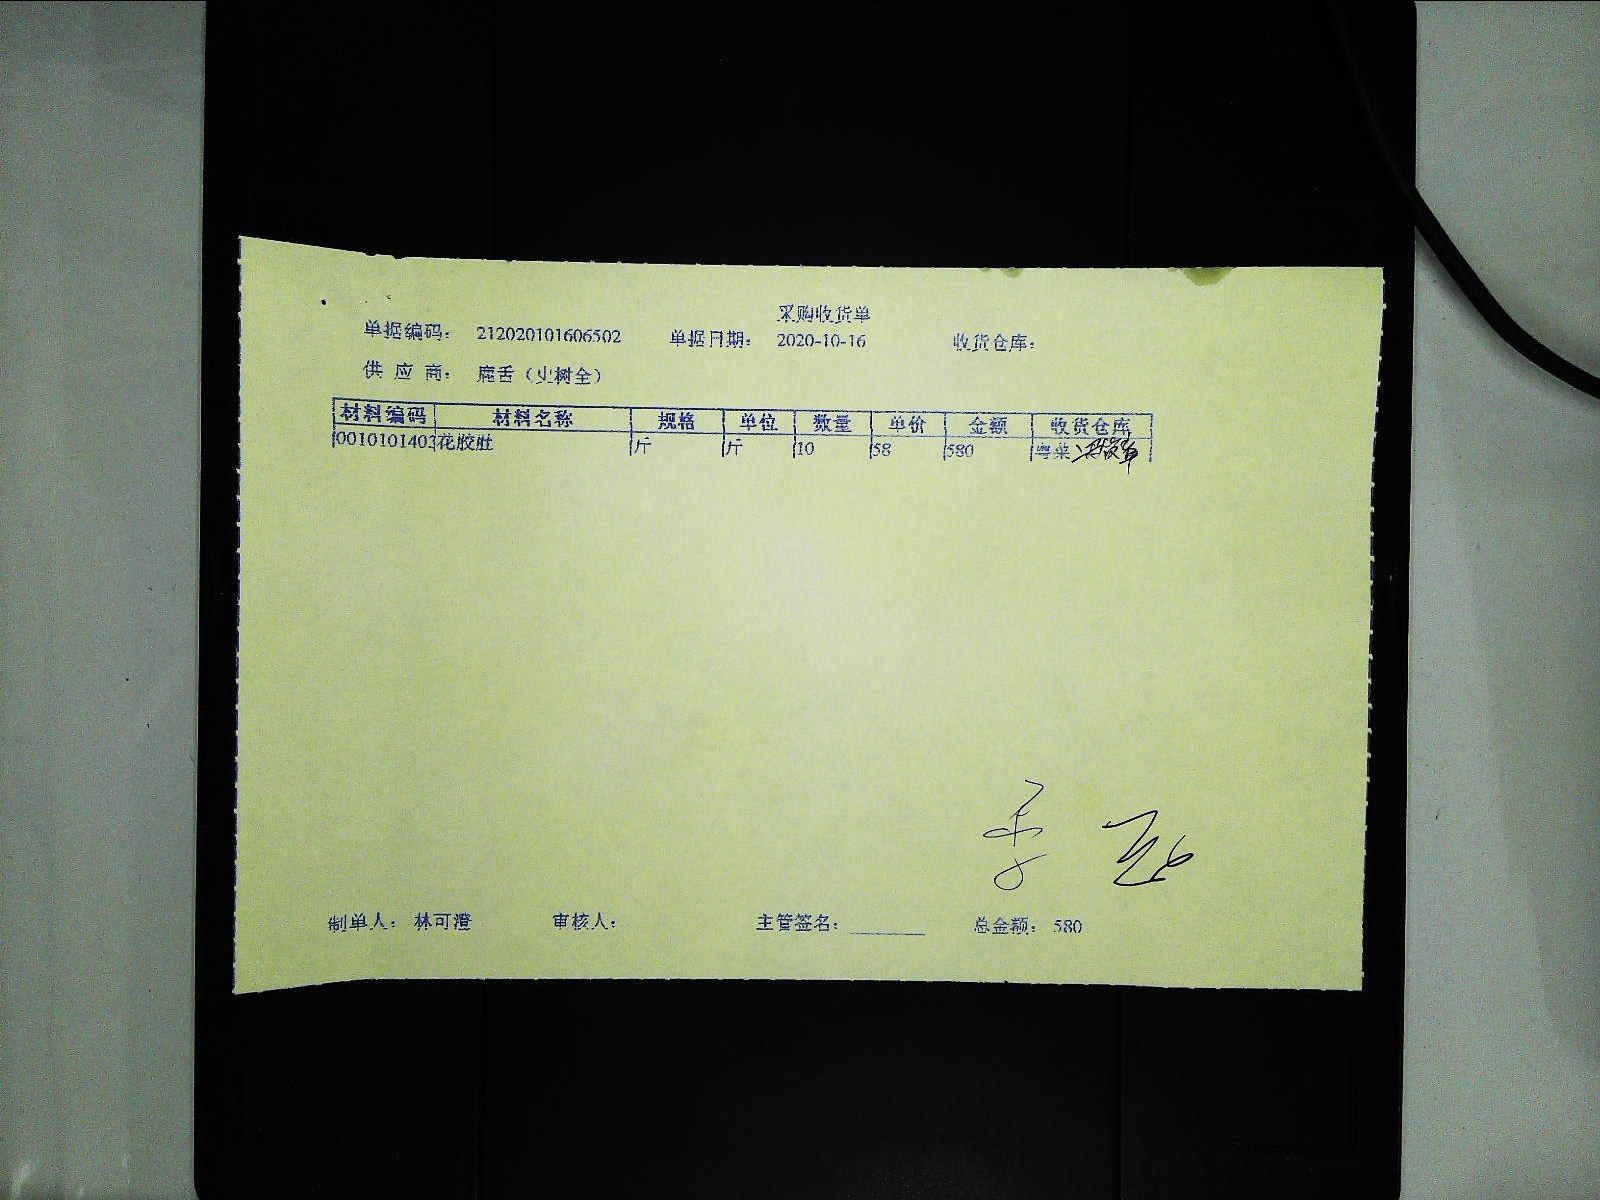 采购收货单
单据编码： 212020101606502 单据日期： 2020-10-16 收货仓库：
供 应 商： 鹿舌（史树全）
材料编码 材料名称 规格 单位 数量 单价 金额 收货仓库
0010101403 花胶肚 斤 斤 10 58 580 粤菜
制单人： 林可澄 审核人： 主管签名： 总金额： 580